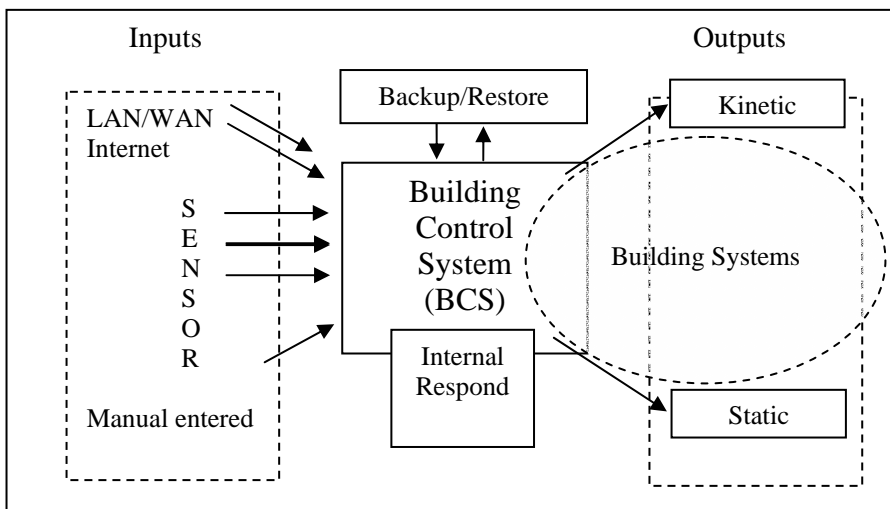 Inputs
Outputs
LAN/WAN
Internet
S
E
N
S
O
R
Manual entered
Backup/Restore
Building
Control
System
(BCS)
Internal
Respond
Kinetic
Building Systems
Static